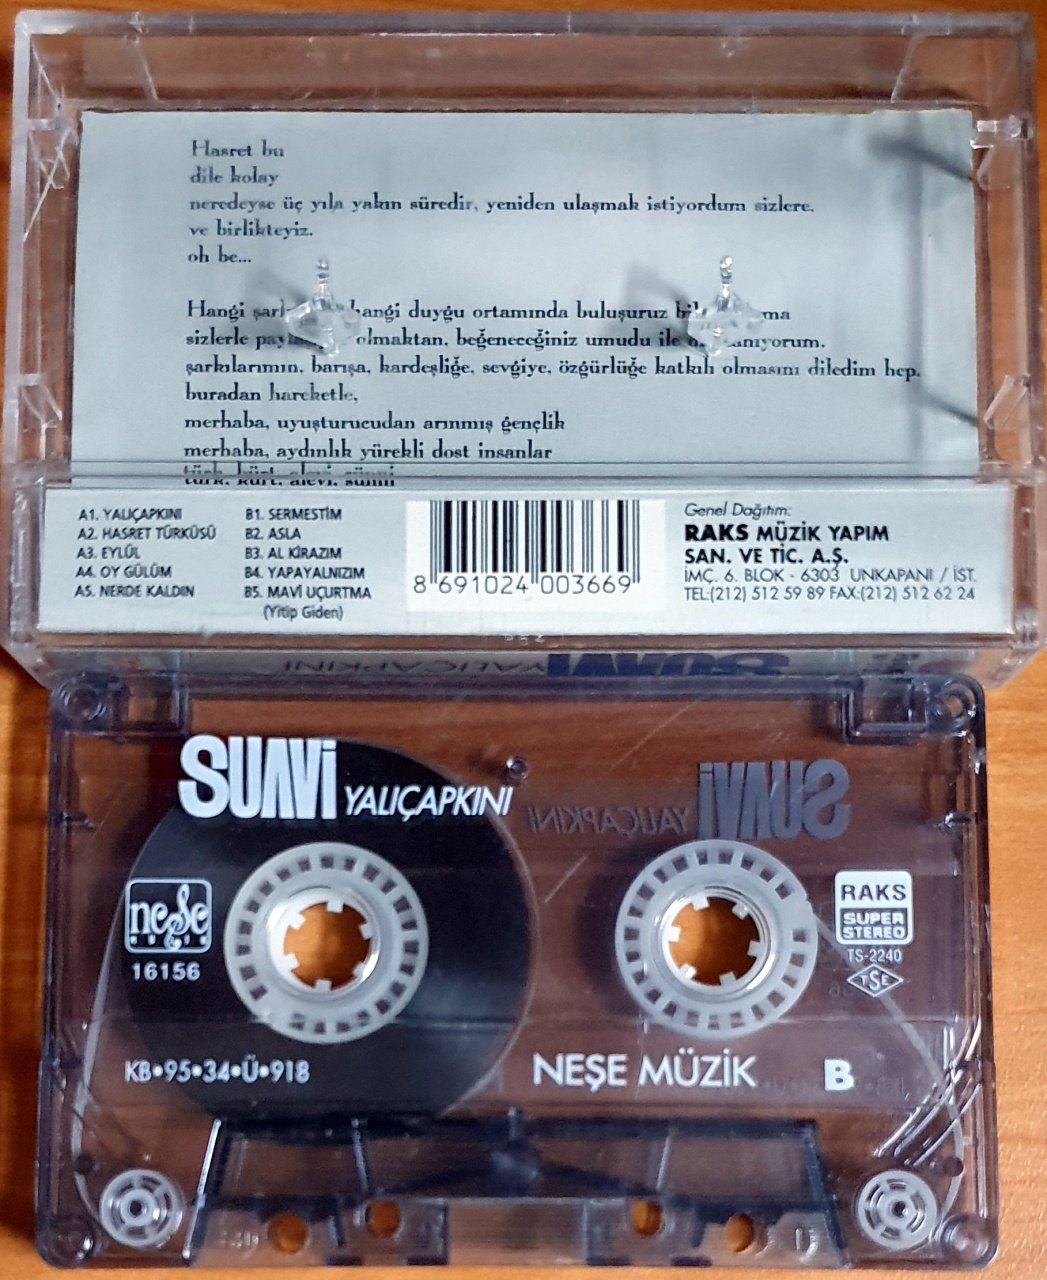 Hasret bu
dile kolay
neredeyse üç yıla yakın süredir, yeniden ulaşmak istiyordum sizlere.
ve birlikteyiz.
oh be...
Hangi hangi duygu ortamında buluşuruz
sizlerle olmaktan, beğeneceğiniz umudu ile
şarkılarımın, barışa, kardeşliğe, sevgiye, özgürlüğe katkılı olmasını diledim hep.
buradan hareketle,
merhaba, uyuşturucudan arınmış gençlik
merhaba, aydınlık yürekli dost insanlar
türk, kürt, alevi, sünni
A1. YALIÇAPKINI
A2. HASRET TÜRKÜSÜ
A3. EYLÜL
A4. OY GÜLÜM
A5. NERDE KALDIN
B1. SERMESTİM
B2. ASLA
B3. AL KİRAZIM
B4. YAPAYALNIZIM
B5. MAVİ UÇURTMA
(Yitip Giden)
8 691024 003669
Genel Dağıtım:
RAKS MÜZİK YAPIM
SAN. VE TİC. A.Ş.
İMÇ. 6. BLOK - 6303 UNKAPANI / İST.
TEL:(212) 512 59 89 FAX:(212) 512 62 24
SUAVİ YALIÇAPKINI
SUAVi YALIÇAPKINI
neşe
müzik
16156
RAKS
SUPER
STEREO
TS-2240
TSE
KB•95•34•Ü•918
NEŞE MÜZİK B